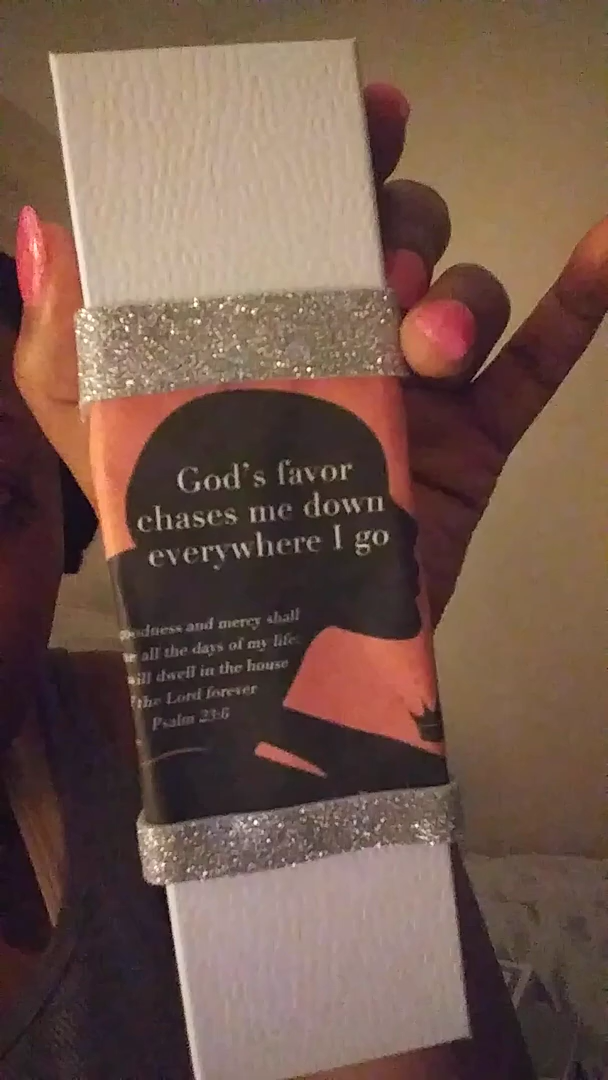 God's favor
chases me down
everywhere I go
odness and mercy shall
all the days of my life:
will dwell in the house
the Lord forever
Psalm 23:6